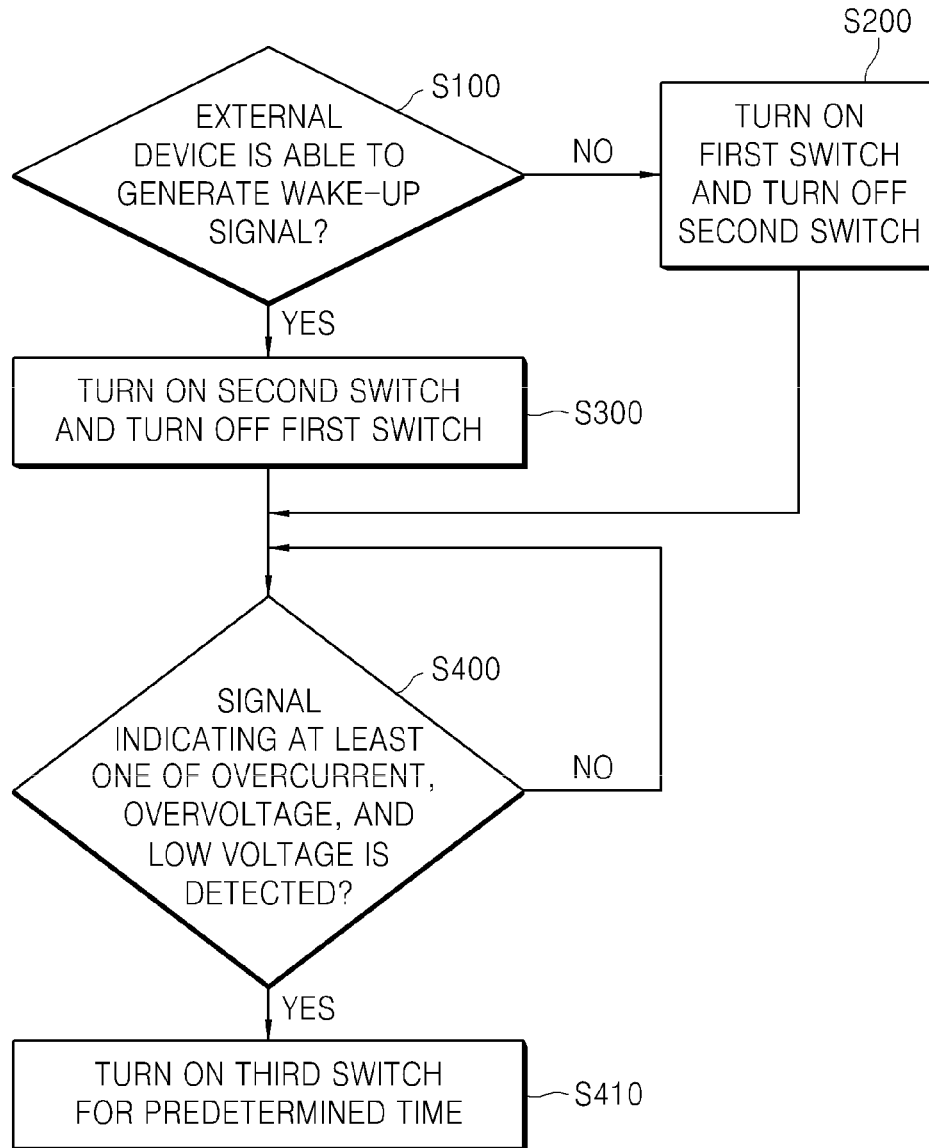 S100
EXTERNAL
DEVICE IS ABLE TO
GENERATE WAKE-UP
SIGNAL?
NO
S200
TURN ON
FIRST SWITCH
AND TURN OFF
SECOND SWITCH
YES
TURN ON SECOND SWITCH
AND TURN OFF FIRST SWITCH
S300
S400
SIGNAL
INDICATING AT LEAST
ONE OF OVERCURRENT,
OVERVOLTAGE, AND
LOW VOLTAGE IS
DETECTED?
NO
YES
TURN ON THIRD SWITCH
FOR PREDETERMINED TIME
S410